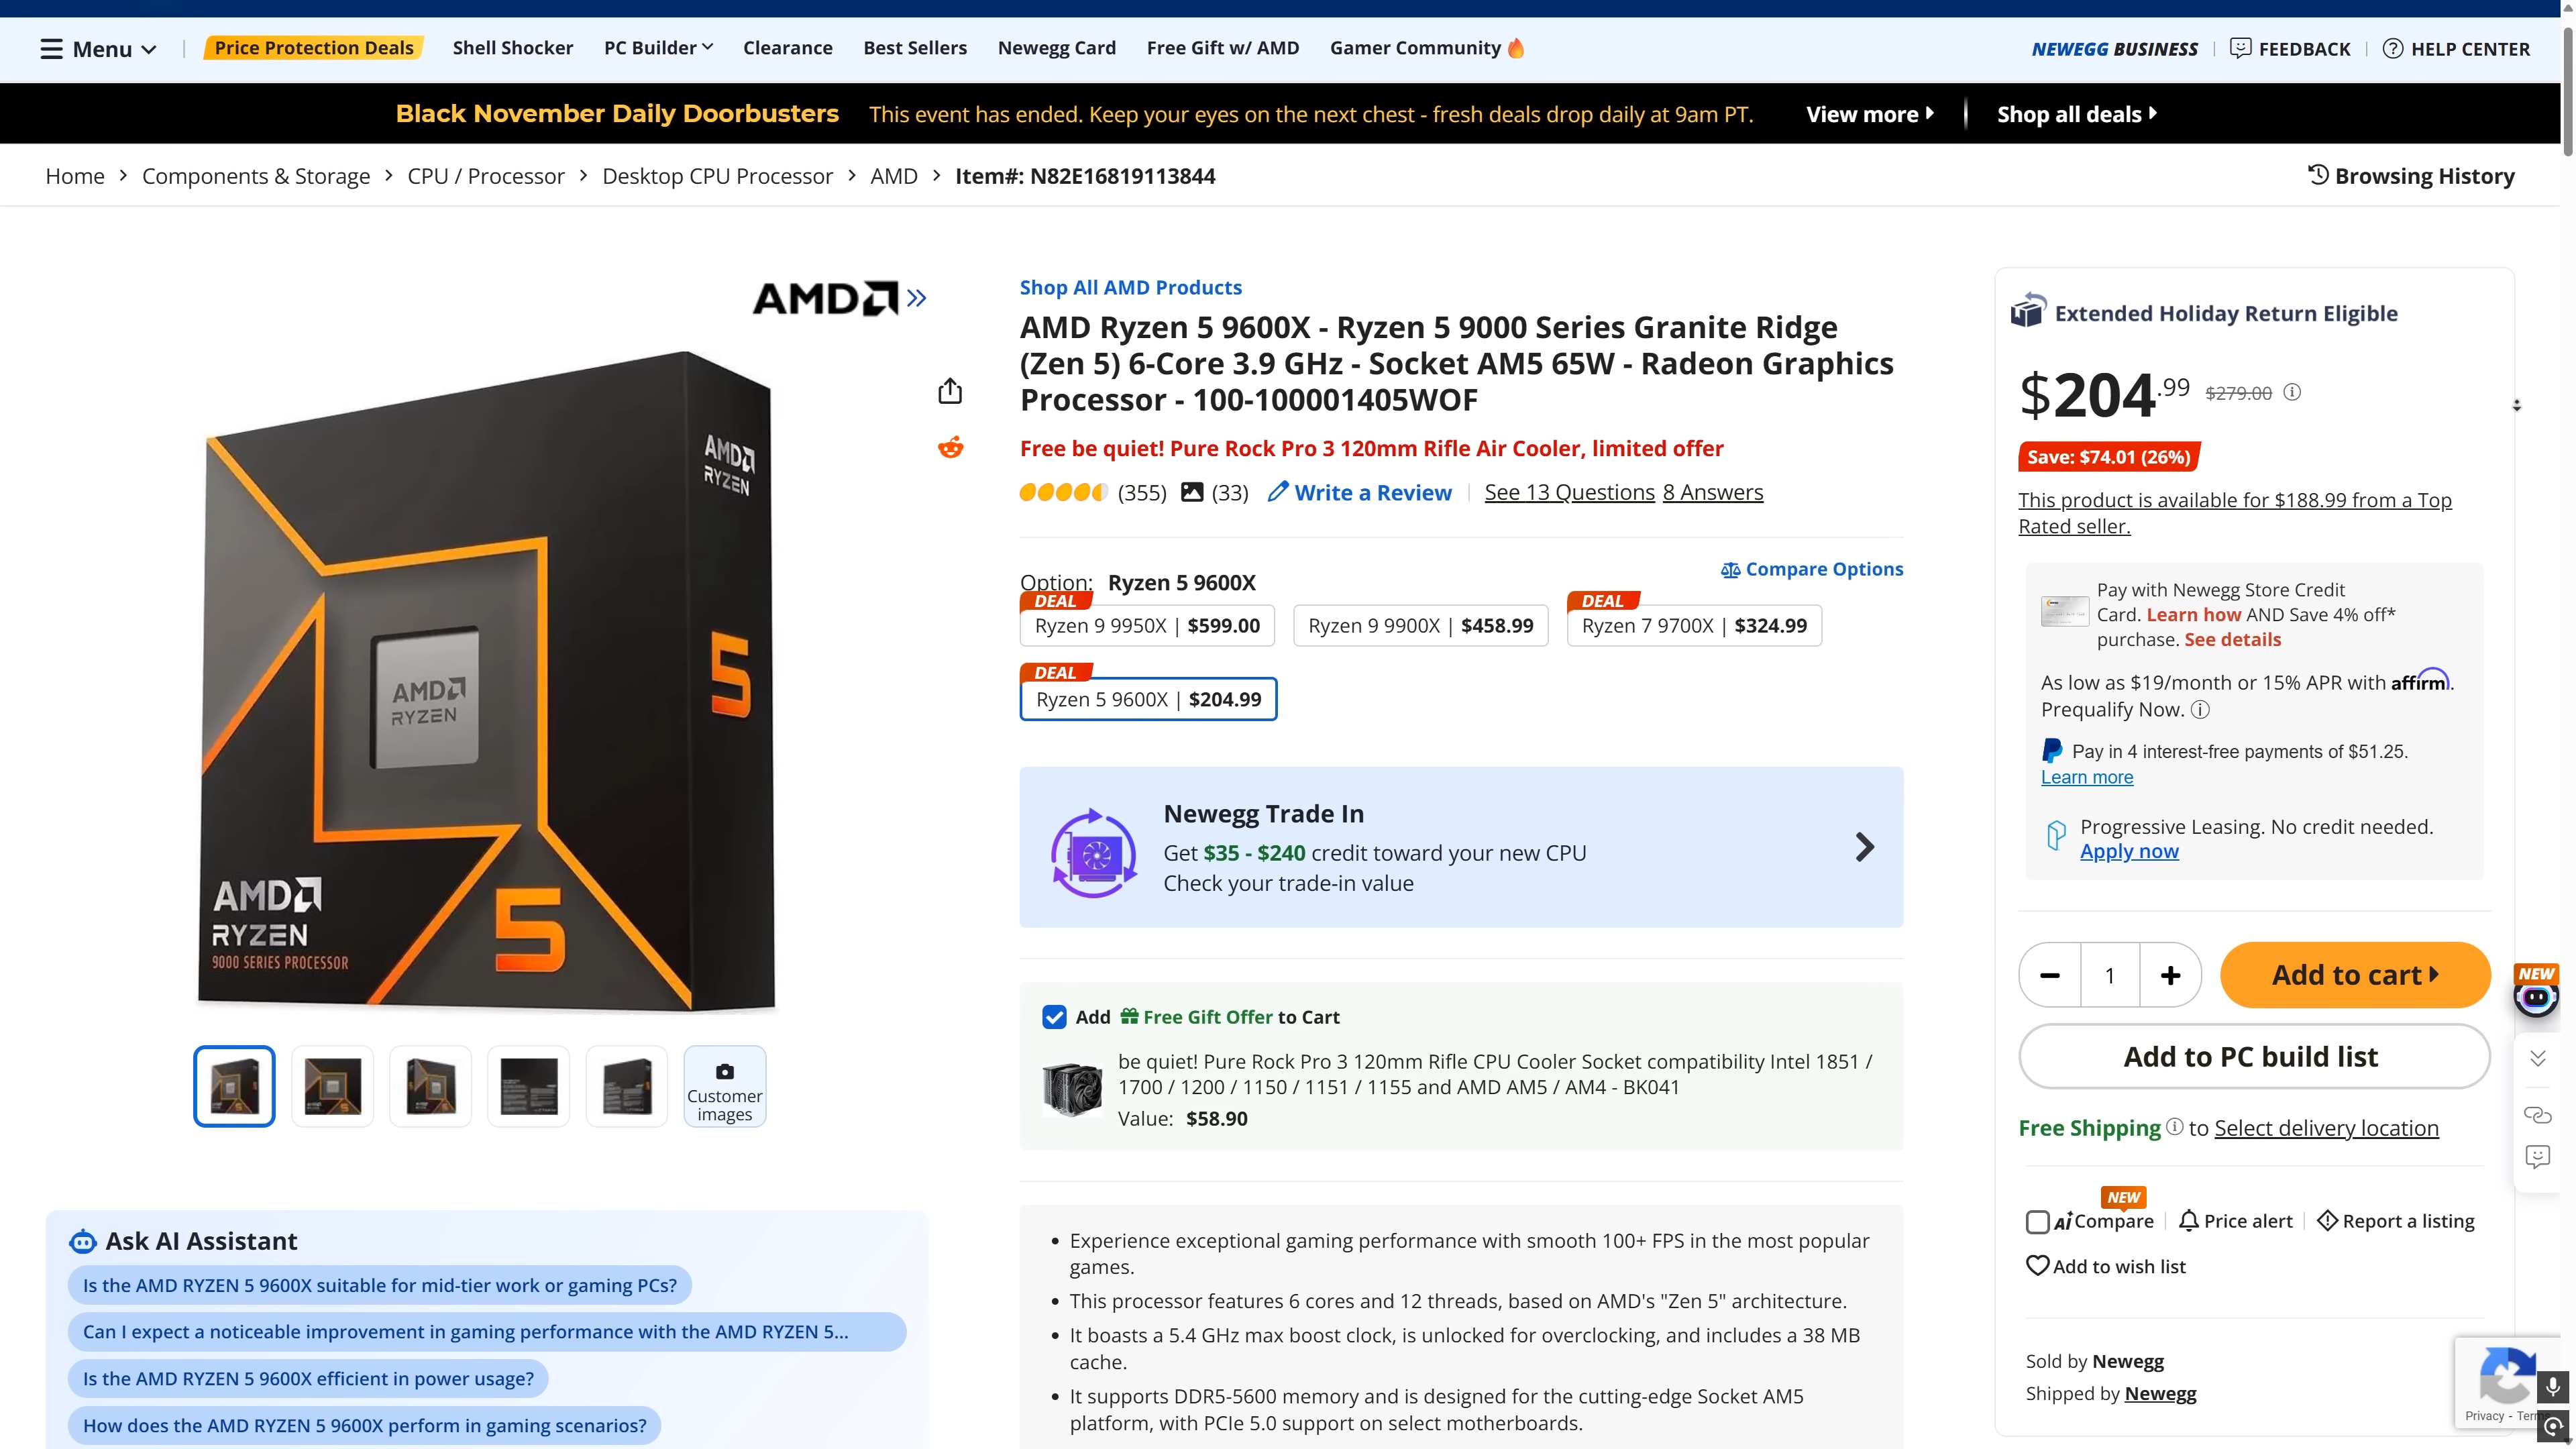 Menu
Price Protection Deals
Shell Shocker
PC Builder
Clearance
Best Sellers
Newegg Card
Free Gift w/ AMD
Gamer Community
NEWEGG BUSINESS
FEEDBACK
HELP CENTER
Black November Daily Doorbusters
This event has ended. Keep your eyes on the next chest - fresh deals drop daily at 9am PT.
View more
Shop all deals
Home
Components & Storage
CPU / Processor
Desktop CPU Processor
AMD
Item#: N82E16819113844
Browsing History
AMD
AMD
RYZEN
5
AMD
RYZEN
AMD
RYZEN
9000 SERIES PROCESSOR
5
Customer
images
Ask AI Assistant
Is the AMD RYZEN 5 9600X suitable for mid-tier work or gaming PCs?
Can I expect a noticeable improvement in gaming performance with the AMD RYZEN 5...
Is the AMD RYZEN 5 9600X efficient in power usage?
How does the AMD RYZEN 5 9600X perform in gaming scenarios?
Shop All AMD Products
AMD Ryzen 5 9600X - Ryzen 5 9000 Series Granite Ridge
(Zen 5) 6-Core 3.9 GHz - Socket AM5 65W - Radeon Graphics
Processor - 100-100001405WOF
Free be quiet! Pure Rock Pro 3 120mm Rifle Air Cooler, limited offer
(355)
(33)
Write a Review
See 13 Questions
8 Answers
Option: Ryzen 5 9600X
Compare Options
DEAL
Ryzen 9 9950X | $599.00
Ryzen 9 9900X | $458.99
DEAL
Ryzen 7 9700X | $324.99
DEAL
Ryzen 5 9600X | $204.99
Newegg Trade In
Get $35 - $240 credit toward your new CPU
Check your trade-in value
Add Free Gift Offer to Cart
be quiet! Pure Rock Pro 3 120mm Rifle CPU Cooler Socket compatibility Intel 1851 /
1700 / 1200 / 1150 / 1151 / 1155 and AMD AM5 / AM4 - BK041
Value: $58.90
Experience exceptional gaming performance with smooth 100+ FPS in the most popular
games.
This processor features 6 cores and 12 threads, based on AMD's "Zen 5" architecture.
It boasts a 5.4 GHz max boost clock, is unlocked for overclocking, and includes a 38 MB
cache.
It supports DDR5-5600 memory and is designed for the cutting-edge Socket AM5
platform, with PCIe 5.0 support on select motherboards.
Extended Holiday Return Eligible
$204.99 $279.00
Save: $74.01 (26%)
This product is available for $188.99 from a Top
Rated seller.
Pay with Newegg Store Credit
Card. Learn how AND Save 4% off*
purchase. See details
As low as $19/month or 15% APR with affirm.
Prequalify Now.
Pay in 4 interest-free payments of $51.25.
Learn more
Progressive Leasing. No credit needed.
Apply now
1
Add to cart
NEW
Add to PC build list
Free Shipping to Select delivery location
NEW
Ai Compare
Price alert
Report a listing
Add to wish list
Sold by Newegg
Shipped by Newegg
Privacy - Term